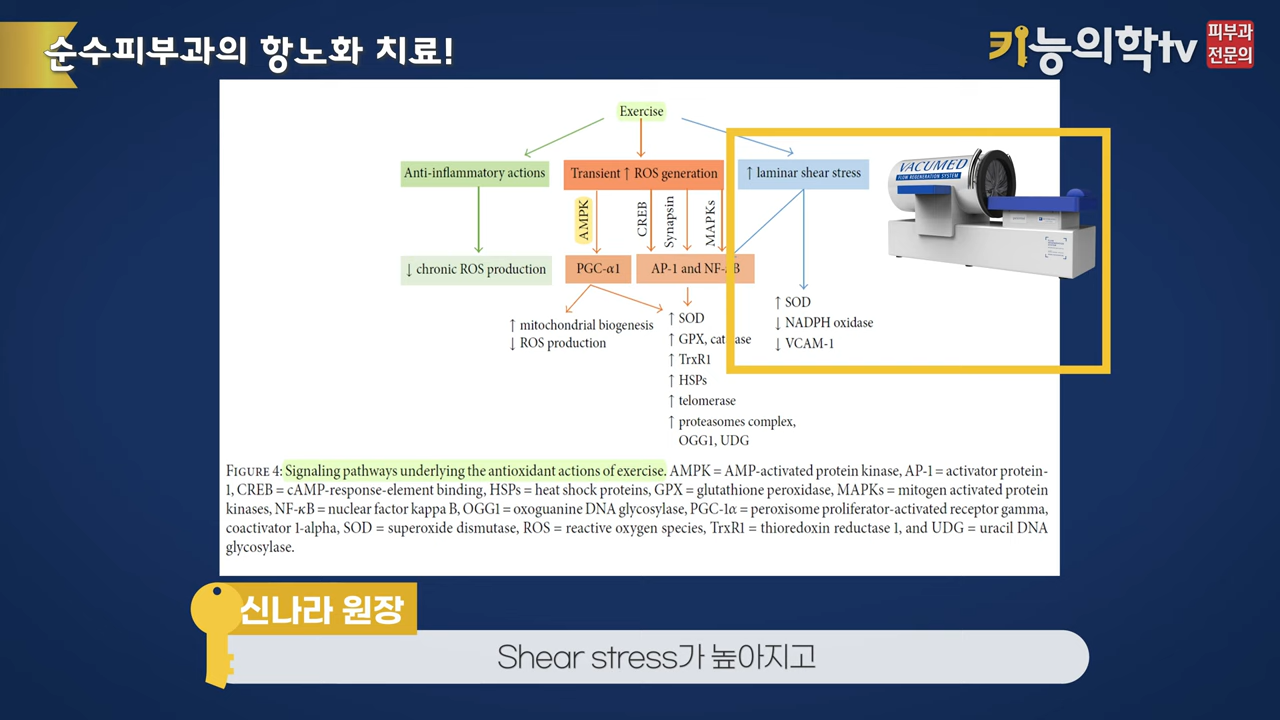 순수피부과의 항노화 치료!
키능의학tv
피부과
전문의
Exercise
Anti-inflammatory actions
Transient ↑ ROS generation
↑ laminar shear stress
VACUMED
FLOW REGENERATION SYSTEM
AMPK
CREB
Synapsin
MAPKs
↓ chronic ROS production
PGC-α1
AP-1 and NF-κB
↑ mitochondrial biogenesis
↓ ROS production
↑ SOD
↑ GPX, catalase
↑ TrxR1
↑ HSPs
↑ telomerase
↑ proteasomes complex,
OGG1, UDG
↑ SOD
↓ NADPH oxidase
↓ VCAM-1
FIGURE 4: Signaling pathways underlying the antioxidant actions of exercise. AMPK = AMP-activated protein kinase, AP-1 = activator protein-
1, CREB = cAMP-response-element binding, HSPs = heat shock proteins, GPX = glutathione peroxidase, MAPKs = mitogen activated protein
kinases, NF-κB = nuclear factor kappa B, OGG1 = oxoguanine DNA glycosylase, PGC-1α = peroxisome proliferator-activated receptor gamma,
coactivator 1-alpha, SOD = superoxide dismutase, ROS = reactive oxygen species, TrxR1 = thioredoxin reductase 1, and UDG = uracil DNA
glycosylase.
신나라 원장
Shear stress가 높아지고